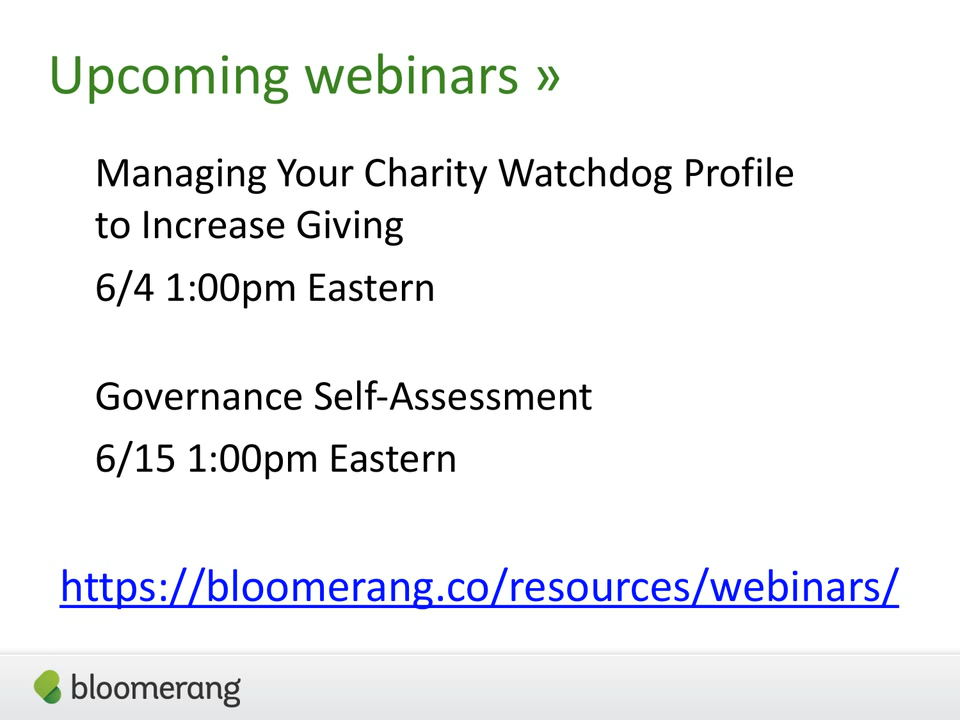 Upcoming webinars »
Managing Your Charity Watchdog Profile
to Increase Giving
6/4 1:00pm Eastern
Governance Self-Assessment
6/15 1:00pm Eastern
https://bloomerang.co/resources/webinars/
bloomerang